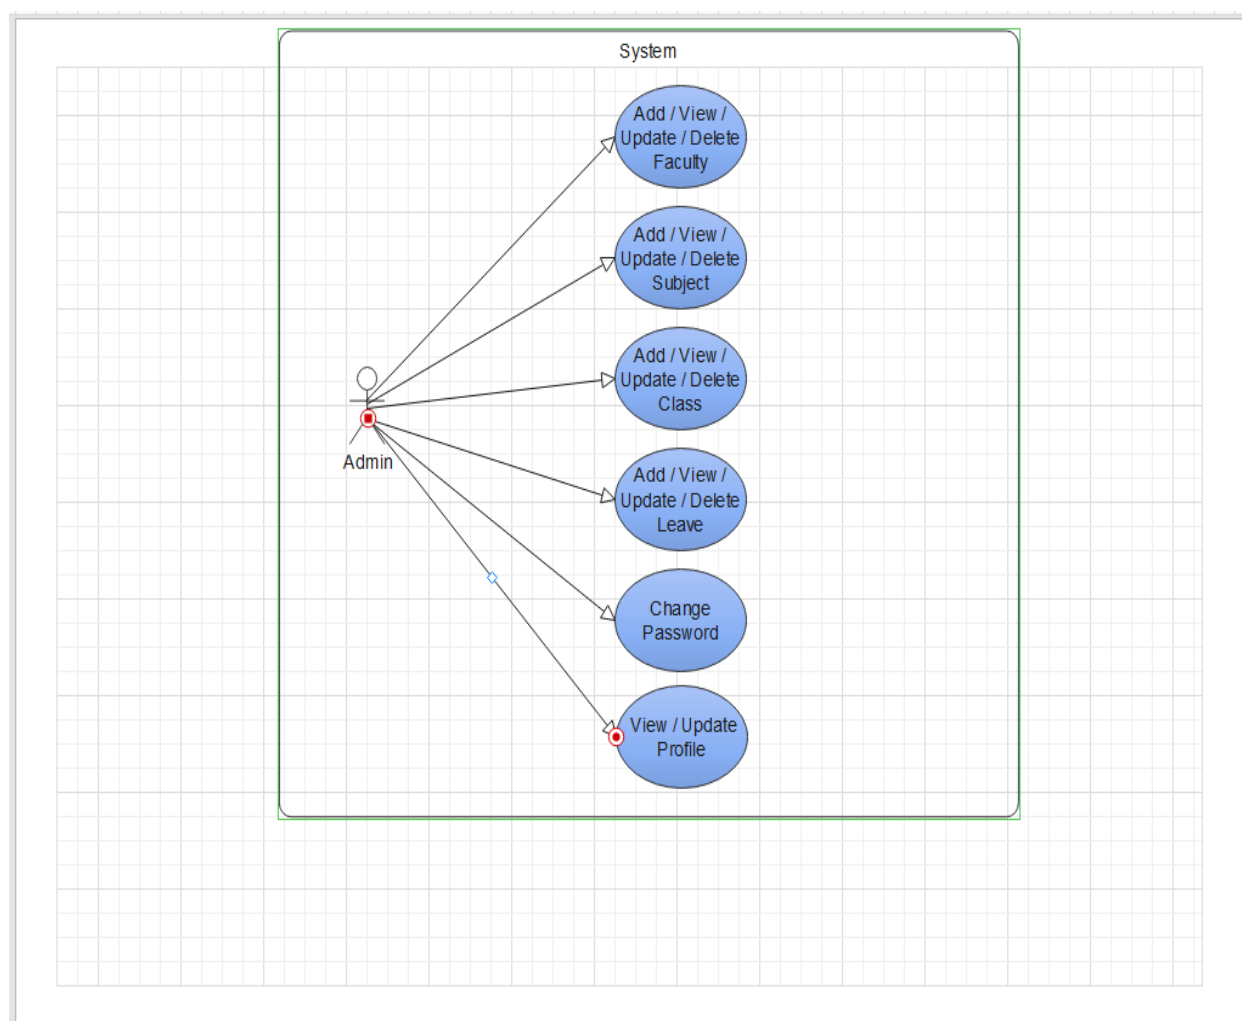 System
Add / View /
Update / Delete
Faculty
Add / View /
Update / Delete
Subject
Add / View /
Update / Delete
Class
Admin
Add / View /
Update / Delete
Leave
Change
Password
View / Update
Profile